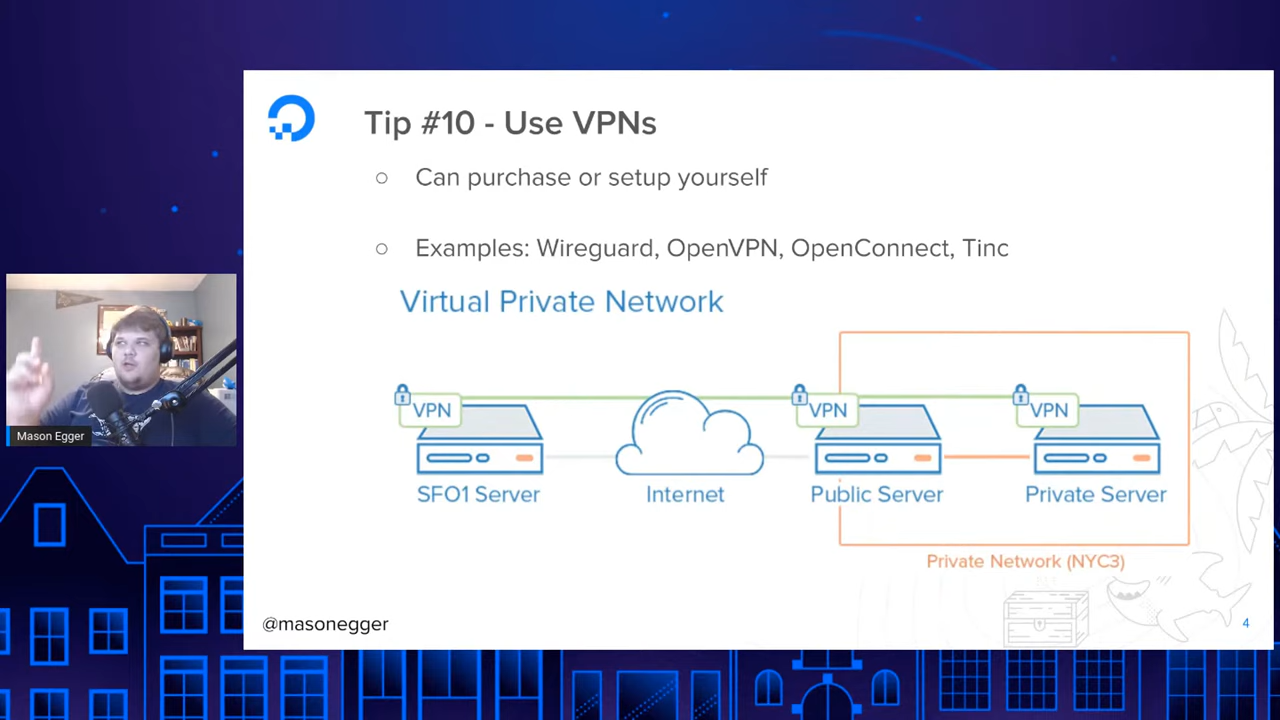 Tip #10 - Use VPNs
Can purchase or setup yourself
Examples: Wireguard, OpenVPN, OpenConnect, Tinc
Virtual Private Network
VPN
VPN
VPN
SFO1 Server
Internet
Public Server
Private Server
Private Network (NYC3)
Mason Egger
@masonegger
4